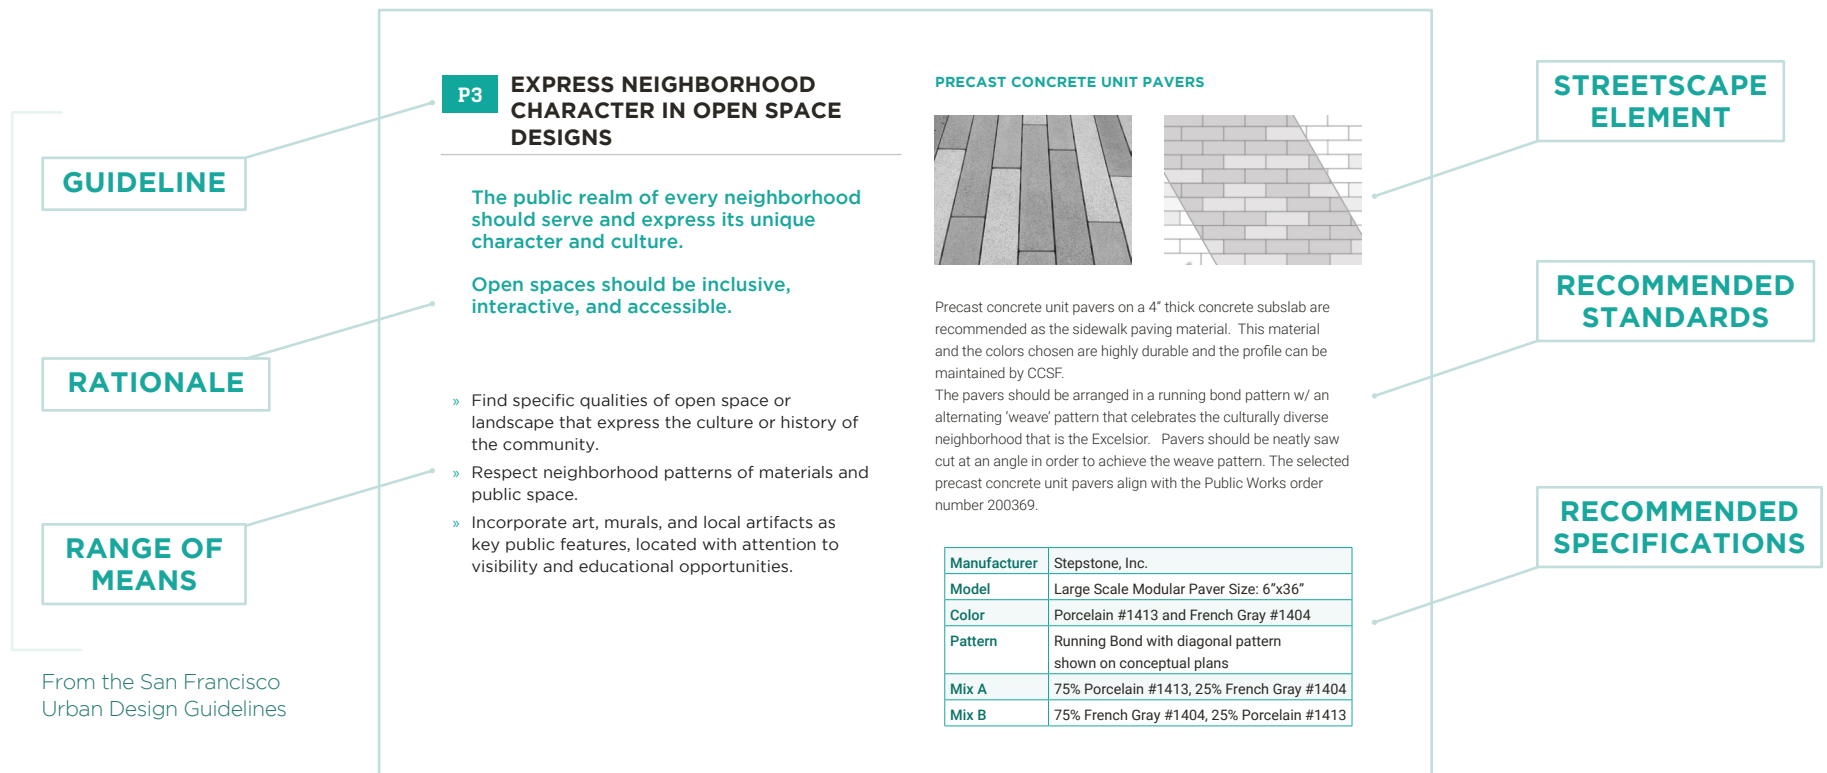 GUIDELINE
RATIONALE
RANGE OF
MEANS
From the San Francisco
Urban Design Guidelines
P3
EXPRESS NEIGHBORHOOD
CHARACTER IN OPEN SPACE
DESIGNS
The public realm of every neighborhood
should serve and express its unique
character and culture.
Open spaces should be inclusive,
interactive, and accessible.
» Find specific qualities of open space or
landscape that express the culture or history of
the community.
» Respect neighborhood patterns of materials and
public space.
» Incorporate art, murals, and local artifacts as
key public features, located with attention to
visibility and educational opportunities.
PRECAST CONCRETE UNIT PAVERS
Precast concrete unit pavers on a 4” thick concrete subslab are
recommended as the sidewalk paving material.  This material
and the colors chosen are highly durable and the profile can be
maintained by CCSF.
The pavers should be arranged in a running bond pattern w/ an
alternating ‘weave’ pattern that celebrates the culturally diverse
neighborhood that is the Excelsior.   Pavers should be neatly saw
cut at an angle in order to achieve the weave pattern. The selected
precast concrete unit pavers align with the Public Works order
number 200369.
Manufacturer Stepstone, Inc.
Model Large Scale Modular Paver Size: 6”x36”
Color Porcelain #1413 and French Gray #1404
Pattern Running Bond with diagonal pattern
shown on conceptual plans
Mix A 75% Porcelain #1413, 25% French Gray #1404
Mix B 75% French Gray #1404, 25% Porcelain #1413
STREETSCAPE
ELEMENT
RECOMMENDED
STANDARDS
RECOMMENDED
SPECIFICATIONS